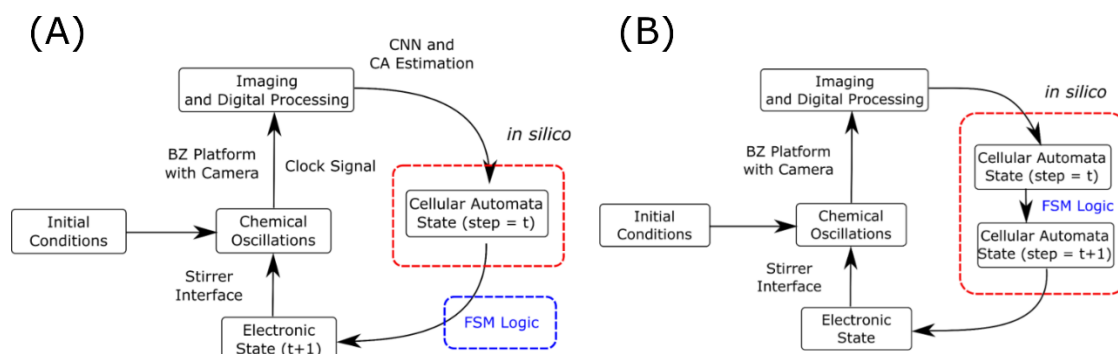 (A)
CNN and
CA Estimation
Imaging
and Digital Processing
in silico
BZ Platform
with Camera
Clock Signal
Cellular Automata
State (step = t)
Initial
Conditions
Chemical
Oscillations
Stirrer
Interface
FSM Logic
Electronic
State (t+1)
(B)
Imaging
and Digital Processing
in silico
BZ Platform
with Camera
Cellular Automata
State (step = t)
FSM Logic
Initial
Conditions
Chemical
Oscillations
Cellular Automata
State (step = t+1)
Stirrer
Interface
Electronic
State